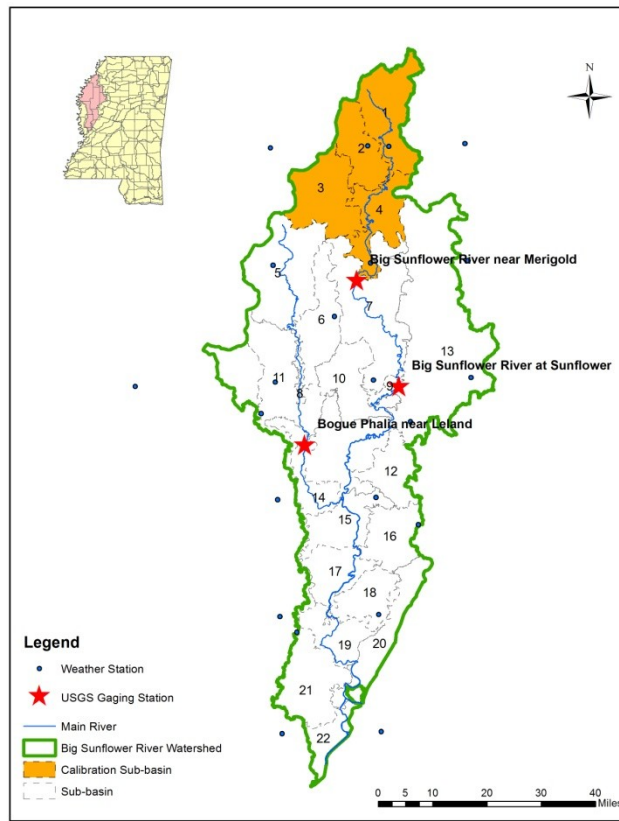 N
1
2
3
4
Big Sunflower River near Merigold
5
7
6
13
Big Sunflower River at Sunflower
11
10
9
8
Bogue Phalia near Leland
12
14
15
16
17
18
19
20
21
22
Legend
Weather Station
USGS Gaging Station
Main River
Big Sunflower River Watershed
Calibration Sub-basin
Sub-basin
0 5 10 20 30 40
Miles